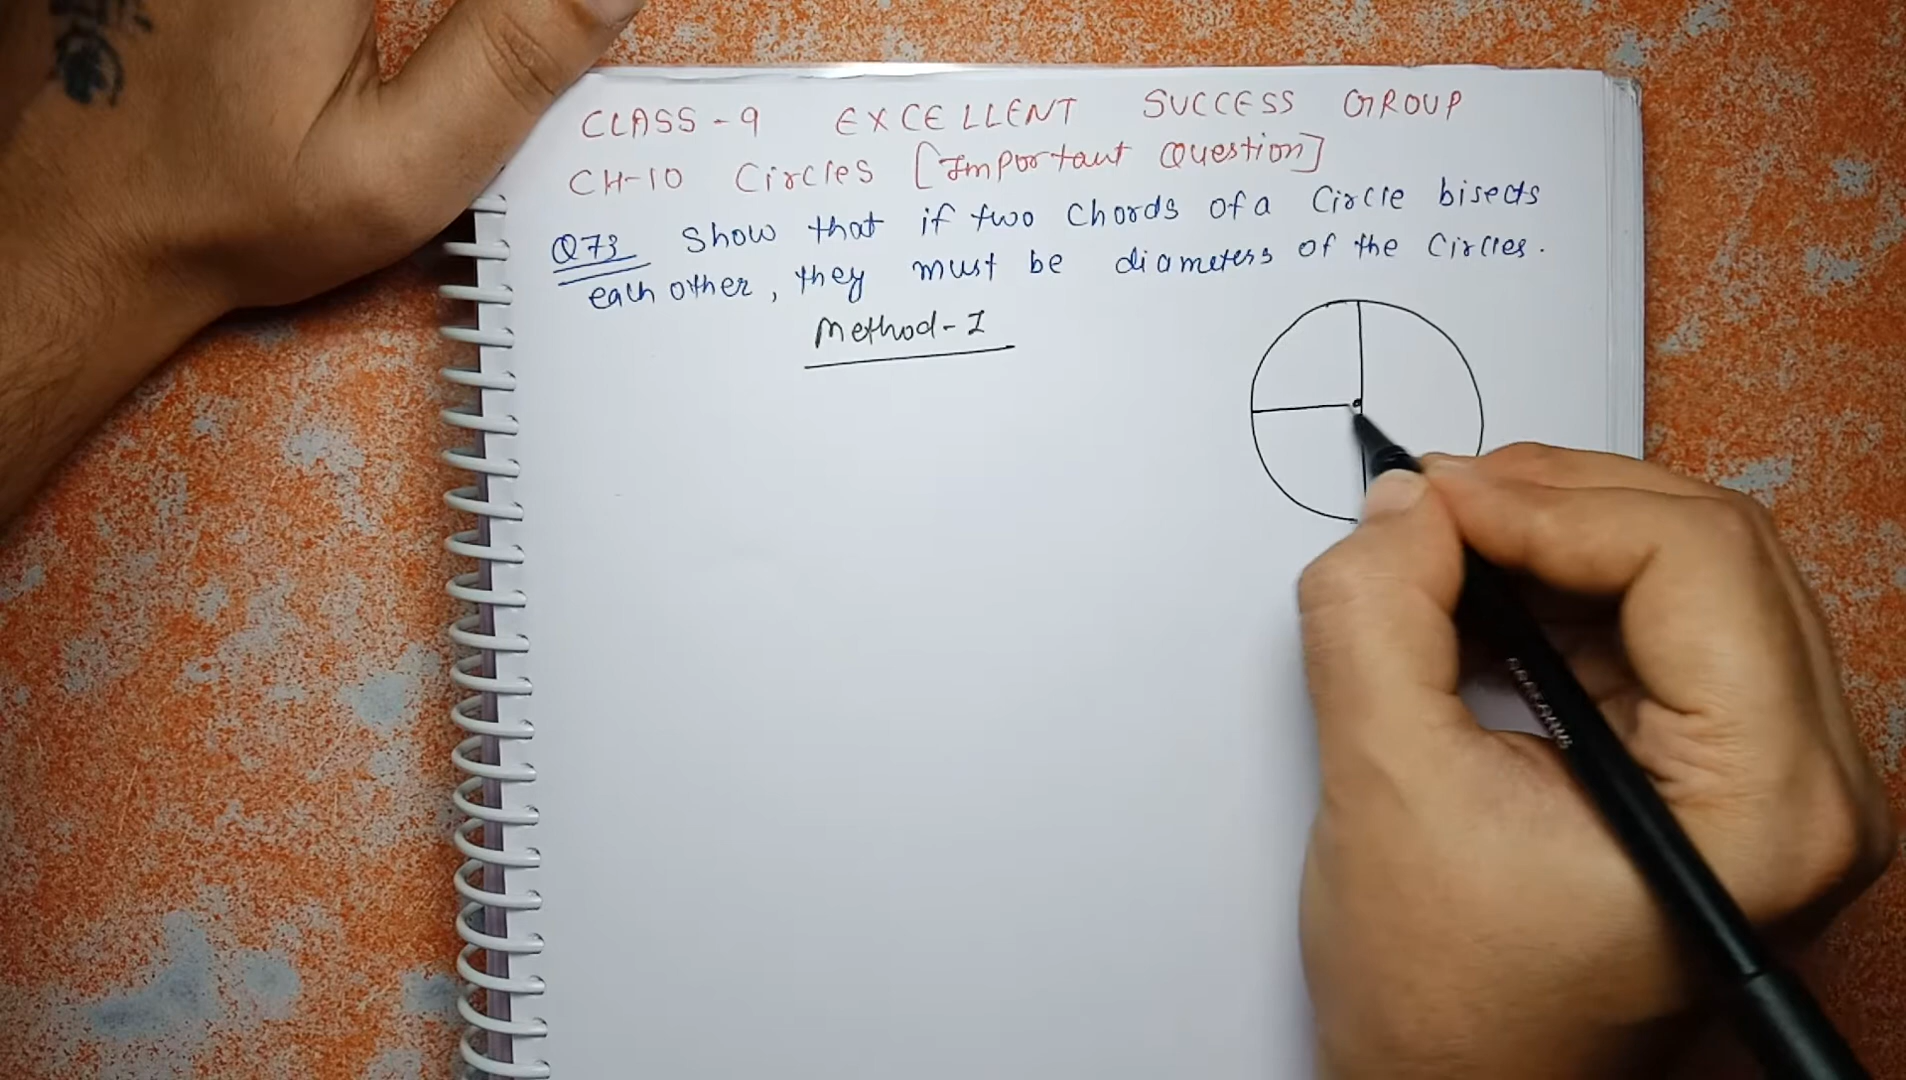 CLASS-9 EXCELLENT SUCCESS GROUP
CH-10 Circles [Important Question]
Q73 Show that if two chords of a Circle bisects
each other, they must be diameters of the Circles.
Method-I